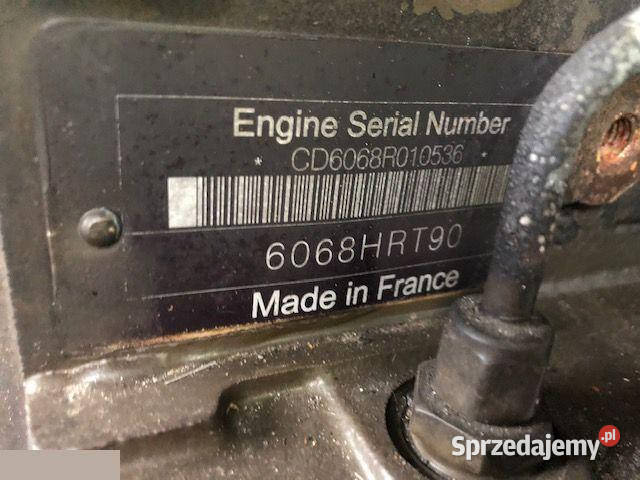 Engine Serial Number
* CD6068R010536 *
6068HRT90
Made in France
Sprzedajemy.pl